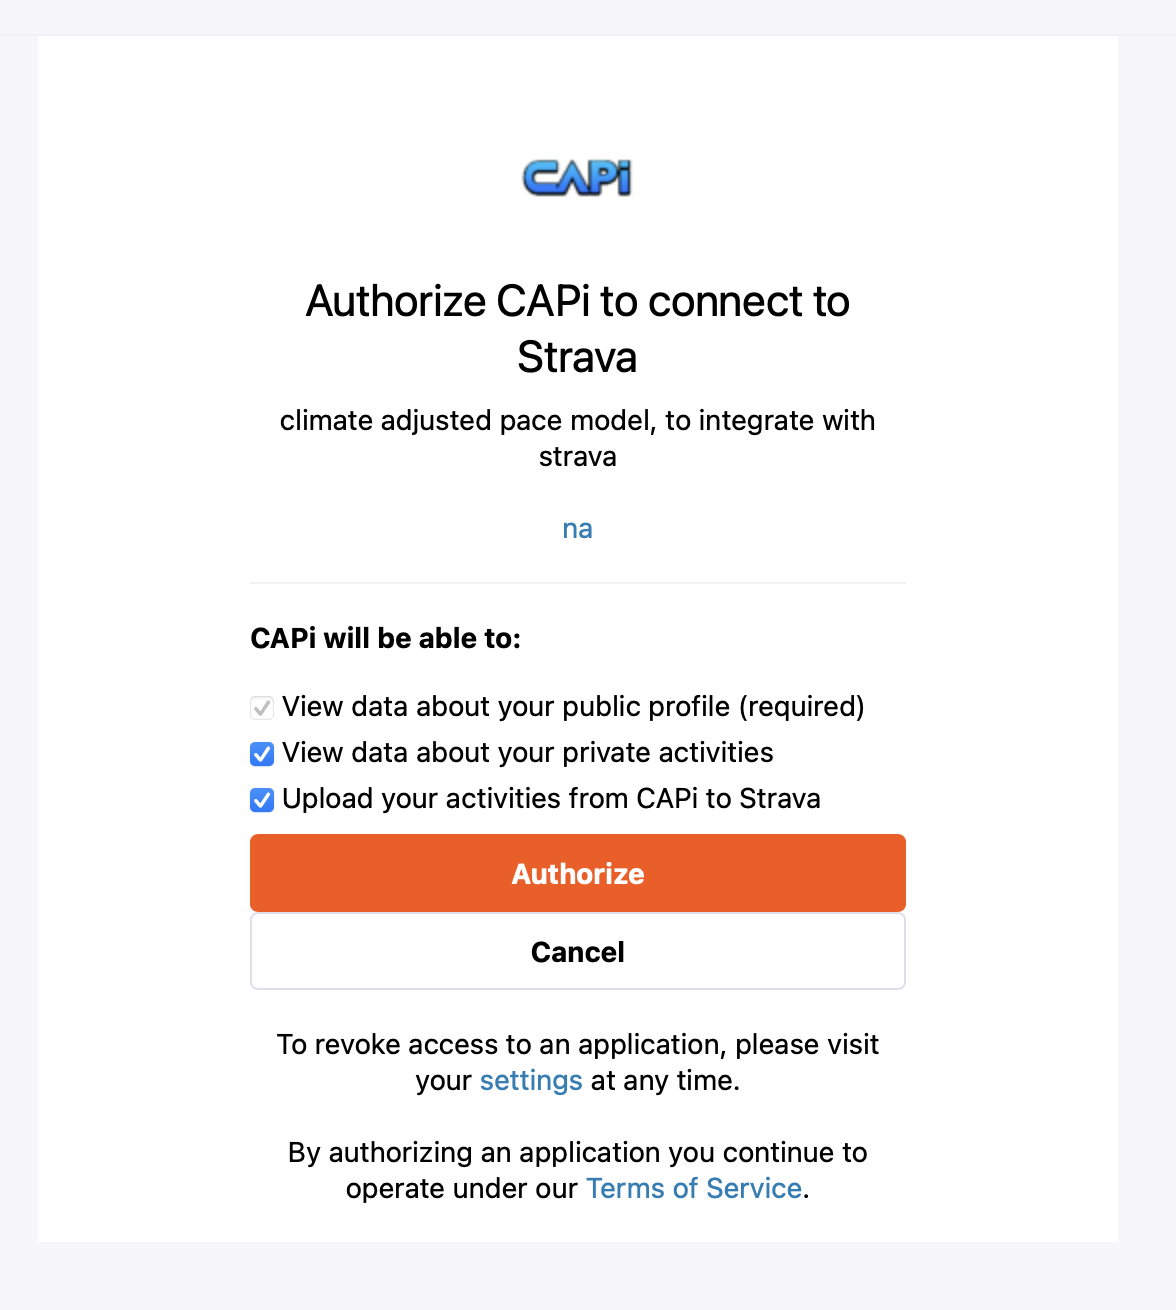 CAPi
Authorize CAPi to connect to
Strava
climate adjusted pace model, to integrate with
strava
na
CAPi will be able to:
View data about your public profile (required)
View data about your private activities
Upload your activities from CAPi to Strava
Authorize
Cancel
To revoke access to an application, please visit
your settings at any time.
By authorizing an application you continue to
operate under our Terms of Service.